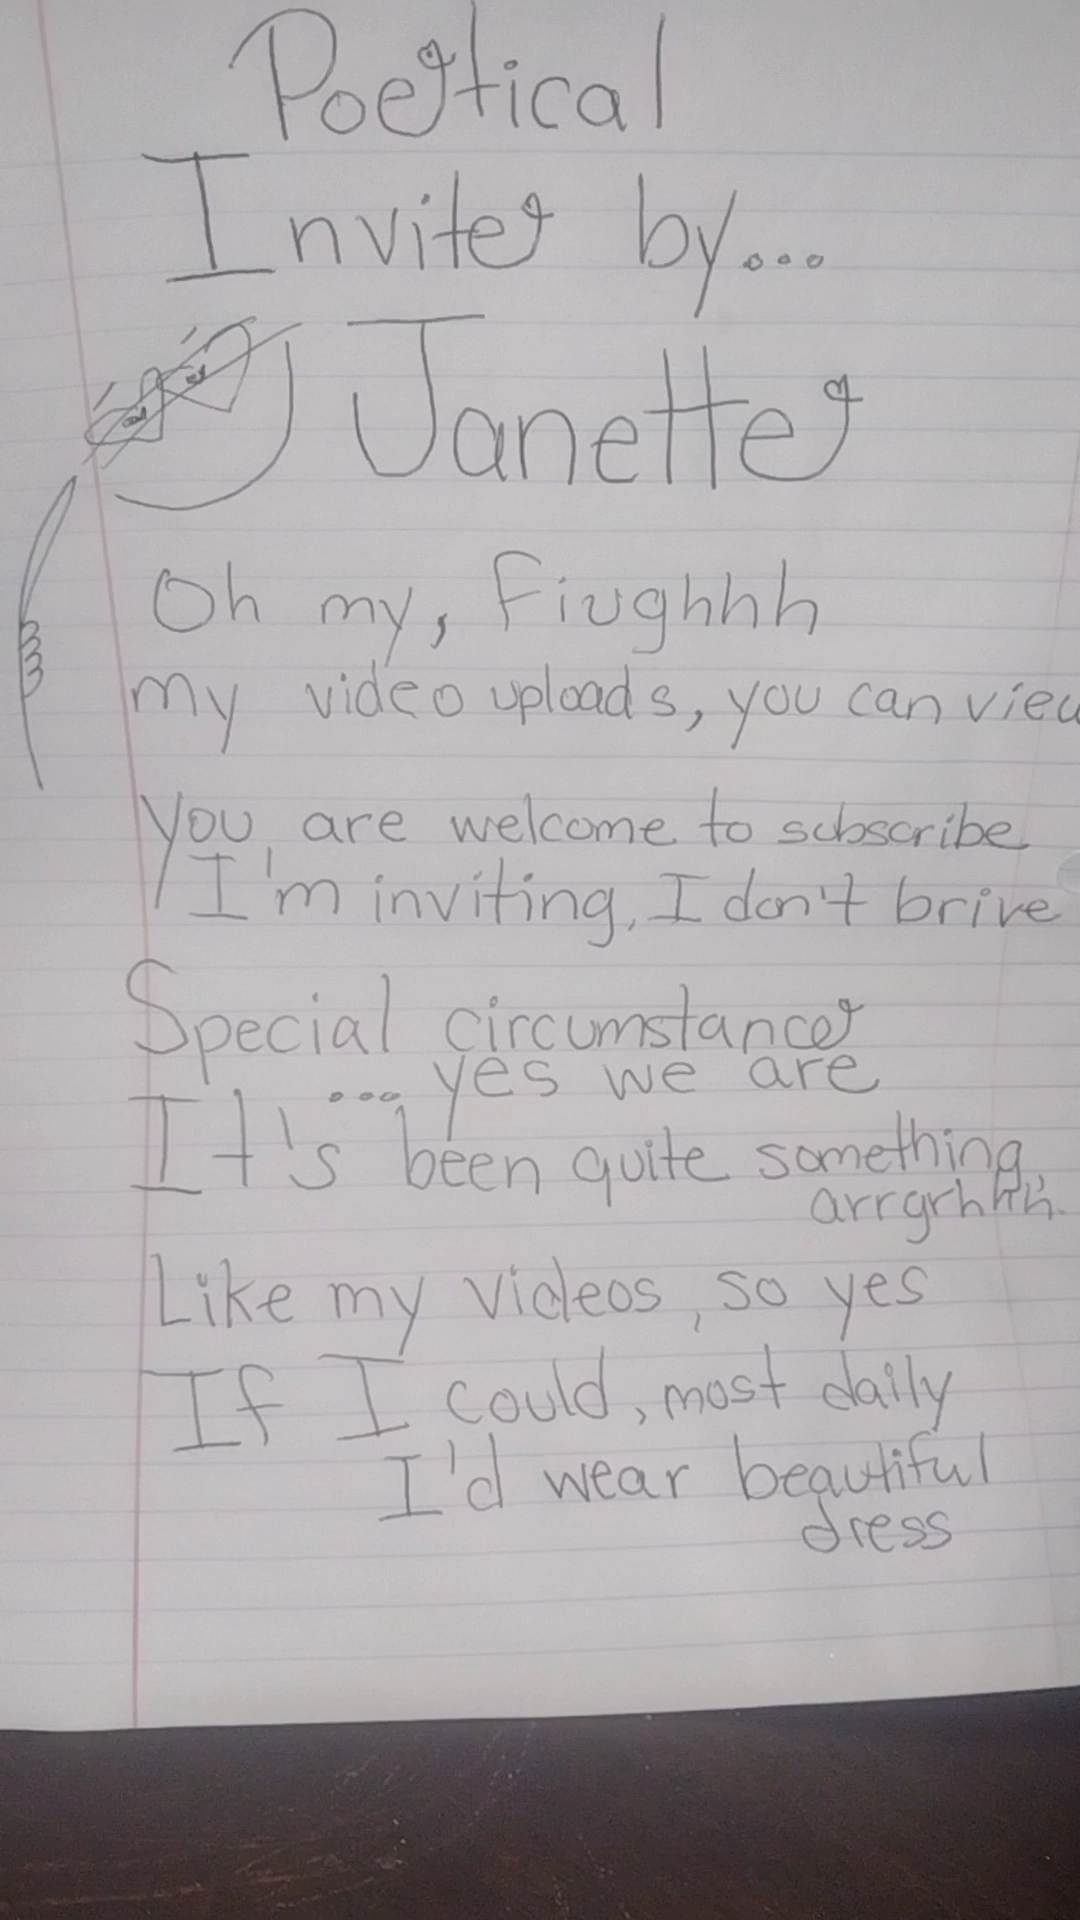 Poetical
Invite by...
Janette
Oh my, Fiughhh
my video uploads, you can view
you are welcome to subscribe
I'm inviting, I don't brive
Special circumstance
... yes we are
It's been quite something
arrgrhhh.
Like my videos, so yes
If I could, most daily
I'd wear beautiful
dress